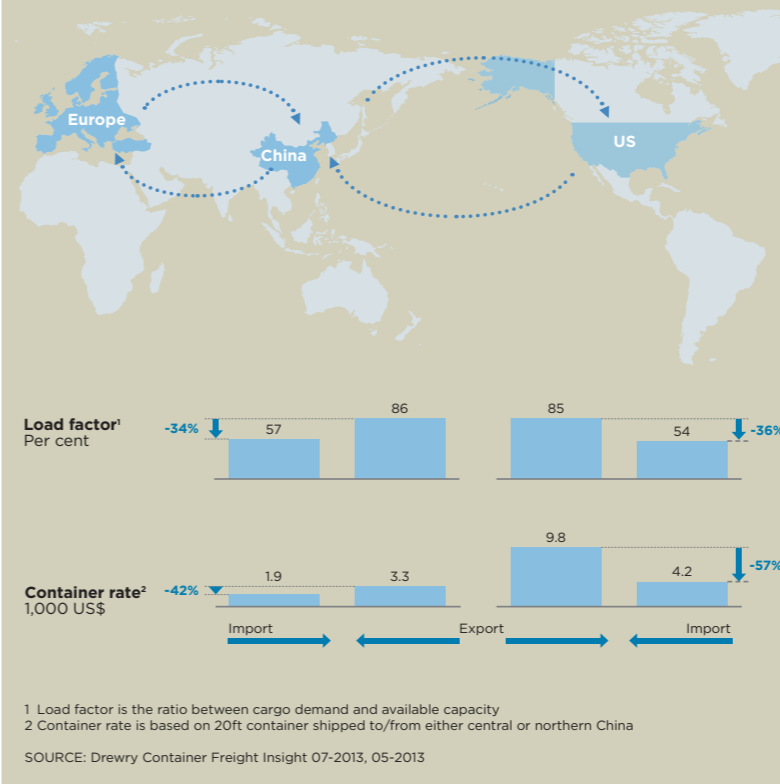 Europe
China
US
Load factor¹
Per cent
-34%
57
86
85
54
-36%
Container rate²
1,000 US$
-42%
1.9
3.3
9.8
4.2
-57%
Import
Export
Import
1 Load factor is the ratio between cargo demand and available capacity
2 Container rate is based on 20ft container shipped to/from either central or northern China
SOURCE: Drewry Container Freight Insight 07-2013, 05-2013